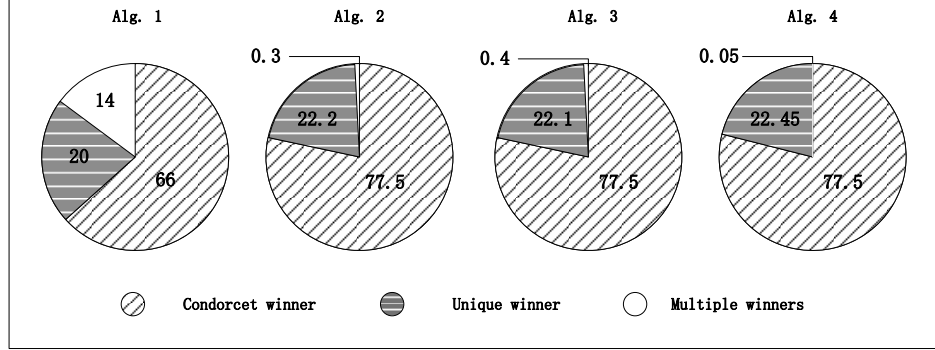 Alg. 1 Alg. 2 Alg. 3 Alg. 4
0.3 0.4 0.05
14 22.2 22.1 22.45
20
66 77.5 77.5 77.5
Condorcet winner Unique winner Multiple winners